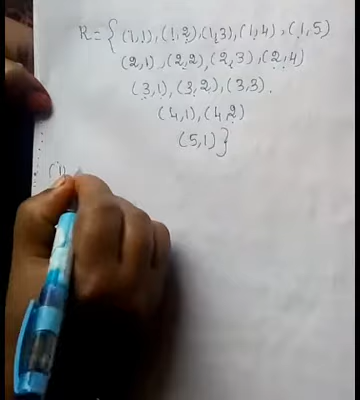 R = { (1,1), (1,2), (1,3), (1,4), (1,5)
(2,1), (2,2), (2,3), (2,4)
(3,1), (3,2), (3,3).
(4,1), (4,2)
(5,1) }